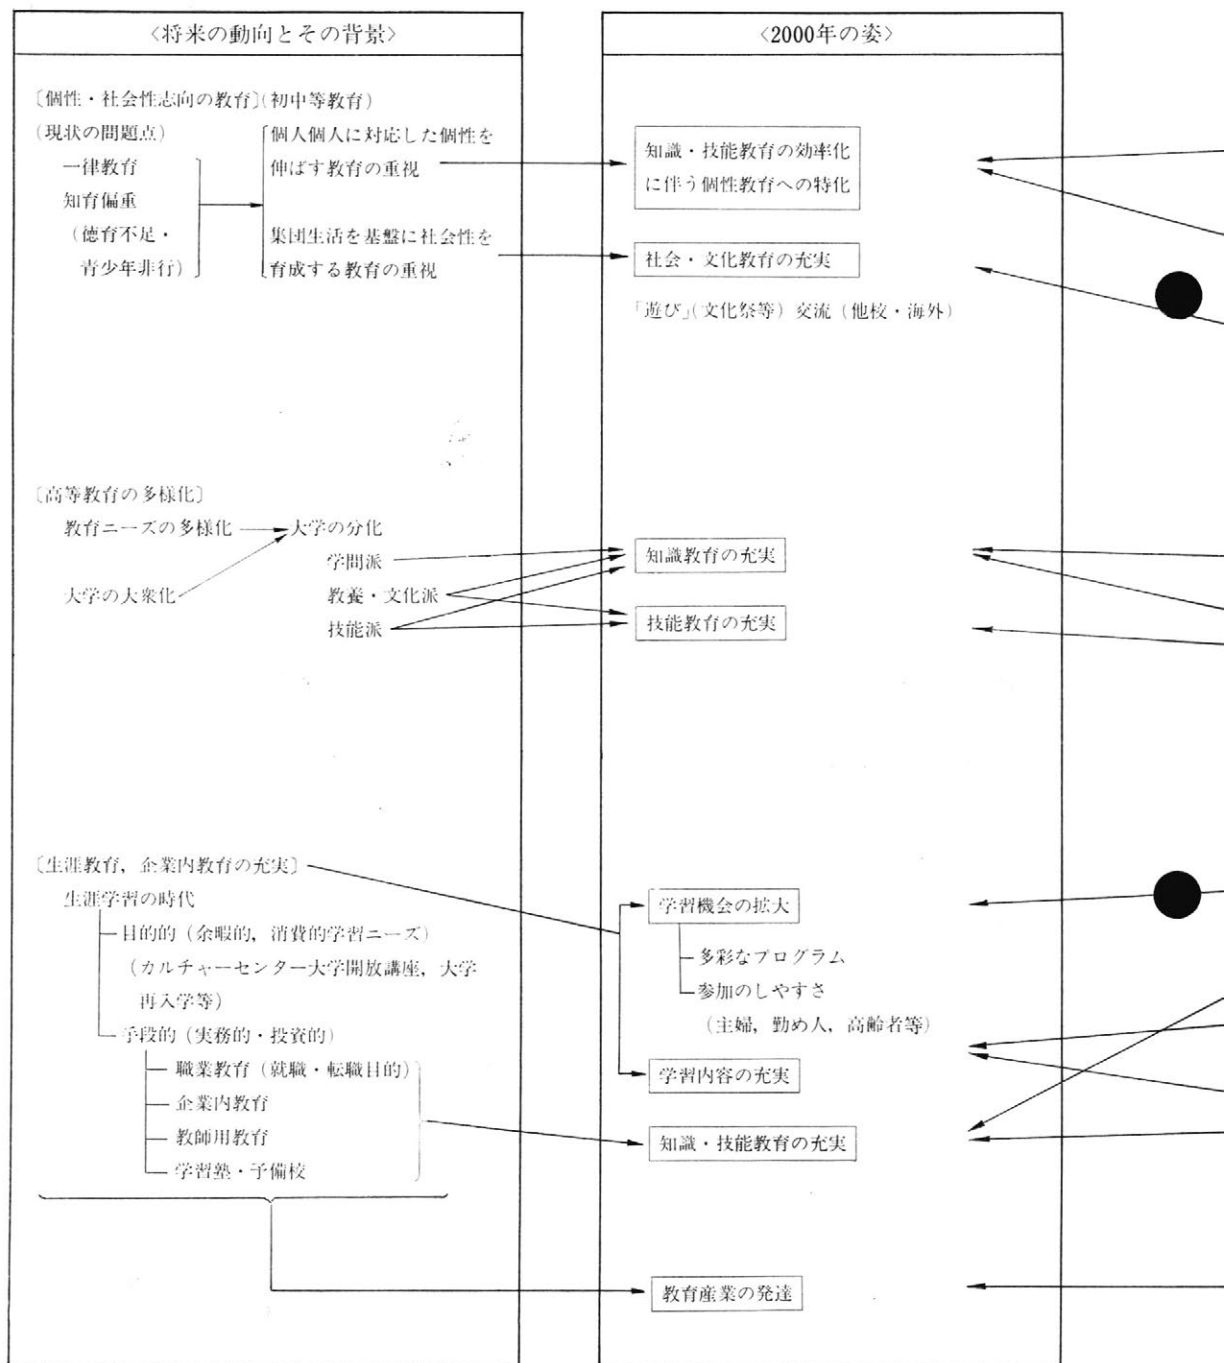 〈将来の動向とその背景〉
〔個性・社会性志向の教育〕(初中等教育)
(現状の問題点)
一律教育
知育偏重
(徳育不足・
青少年非行)
個人個人に対応した個性を
伸ばす教育の重視
集団生活を基盤に社会性を
育成する教育の重視
〔高等教育の多様化〕
教育ニーズの多様化
大学の大衆化
大学の分化
学問派
教養・文化派
技能派
〔生涯教育，企業内教育の充実〕
生涯学習の時代
目的的（余暇的，消費的学習ニーズ）
（カルチャーセンター大学開放講座，大学
再入学等）
手段的（実務的・投資的）
職業教育（就職・転職目的）
企業内教育
教師用教育
学習塾・予備校
〈2000年の姿〉
知識・技能教育の効率化
に伴う個性教育への特化
社会・文化教育の充実
「遊び」(文化祭等）交流（他校・海外）
知識教育の充実
技能教育の充実
学習機会の拡大
多彩なプログラム
参加のしやすさ
（主婦，勤め人，高齢者等）
学習内容の充実
知識・技能教育の充実
教育産業の発達